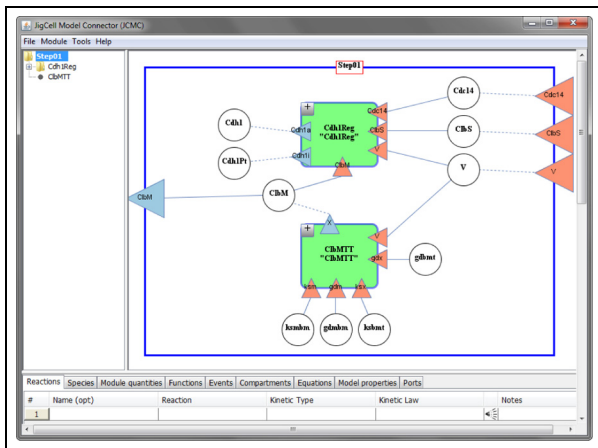 JigCell Model Connector (JCMC)
File Module Tools Help
Step01
Cdh1Reg
ClbMTT
Step01
Cdc14
Cdc14
Cdc14
Cdh1
Cdh1a
Cdh1Reg
"Cdh1Reg"
ClbS
ClbS
ClbS
Cdh1Pt
Cdh1i
V
V
V
ClbM
ClbM
ClbM
X
ClbMTT
"ClbMTT"
V
gdx
gdbmt
ksm
gdm
ksx
ksmbm
gdmbm
ksbmt
Reactions Species Module quantities Functions Events Compartments Equations Model properties Ports
# Name (opt) Reaction Kinetic Type Kinetic Law Notes
1